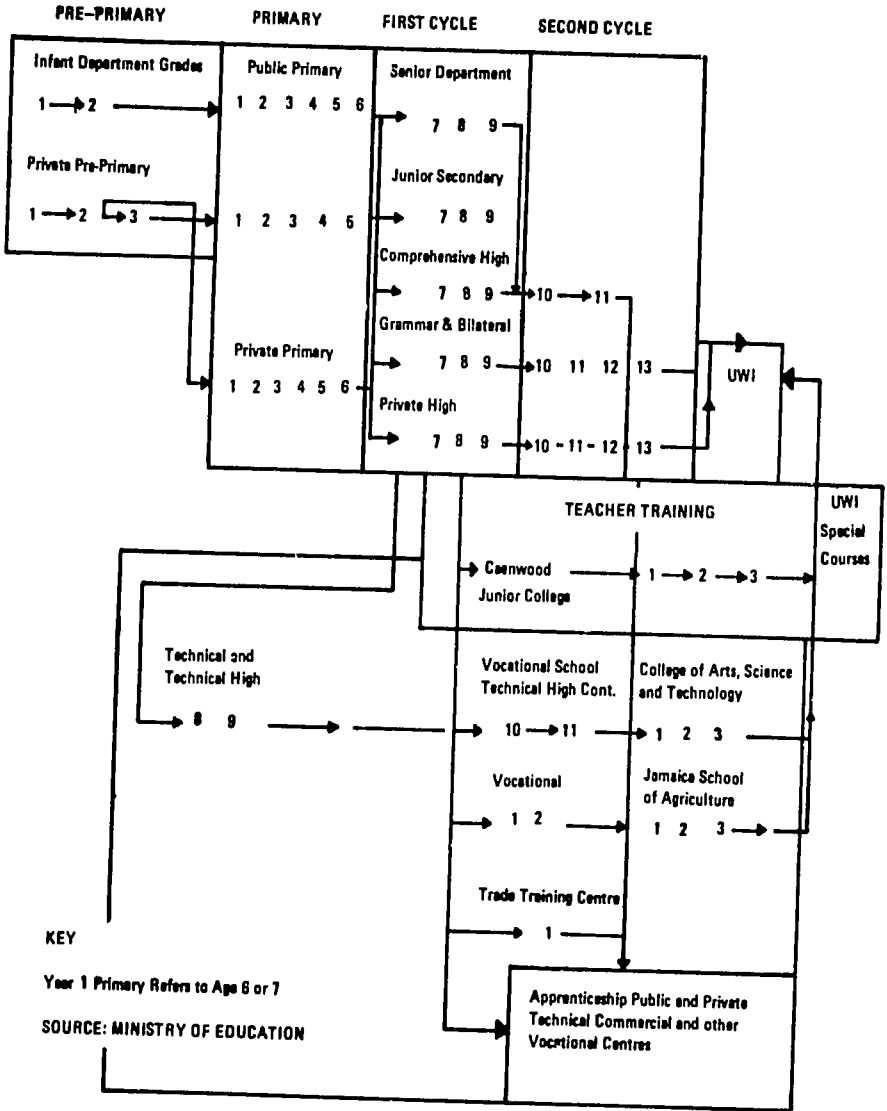 PRE-PRIMARY
PRIMARY
FIRST CYCLE
SECOND CYCLE
Infant Department Grades
1 2
Private Pre-Primary
1 2 3
Public Primary
1 2 3 4 5 6
1 2 3 4 5
Private Primary
1 2 3 4 5 6
Senior Department
7 8 9
Junior Secondary
7 8 9
Comprehensive High
7 8 9
10 11
Grammar & Bilateral
7 8 9
10 11 12 13
Private High
7 8 9
10 - 11 - 12 13
UWI
TEACHER TRAINING
UWI
Special
Courses
Caenwood
Junior College
1 2 3
Technical and
Technical High
8 9
Vocational School
Technical High Cont.
10 11
College of Arts, Science
and Technology
1 2 3
Vocational
1 2
Jamaica School
of Agriculture
1 2 3
Trade Training Centre
1
Apprenticeship Public and Private
Technical Commercial and other
Vocational Centres
KEY
Year 1 Primary Refers to Age 6 or 7
SOURCE: MINISTRY OF EDUCATION